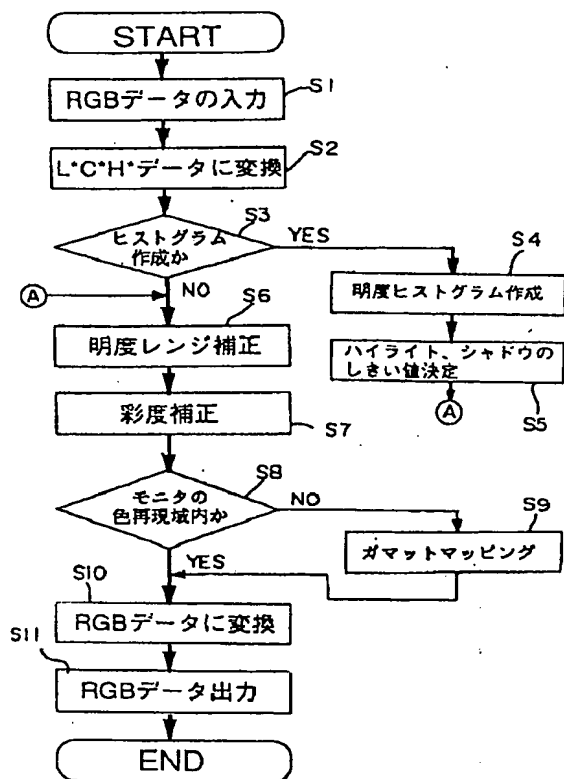 START
RGBデータの入力
S1
L*C*H*データに変換
S2
ヒストグラム
作成か
S3
YES
NO
A
明度ヒストグラム作成
S4
ハイライト、シャドウの
しきい値決定
S5
A
明度レンジ補正
S6
彩度補正
S7
モニタの
色再現域内か
S8
NO
YES
ガマットマッピング
S9
RGBデータに変換
S10
RGBデータ出力
S11
END